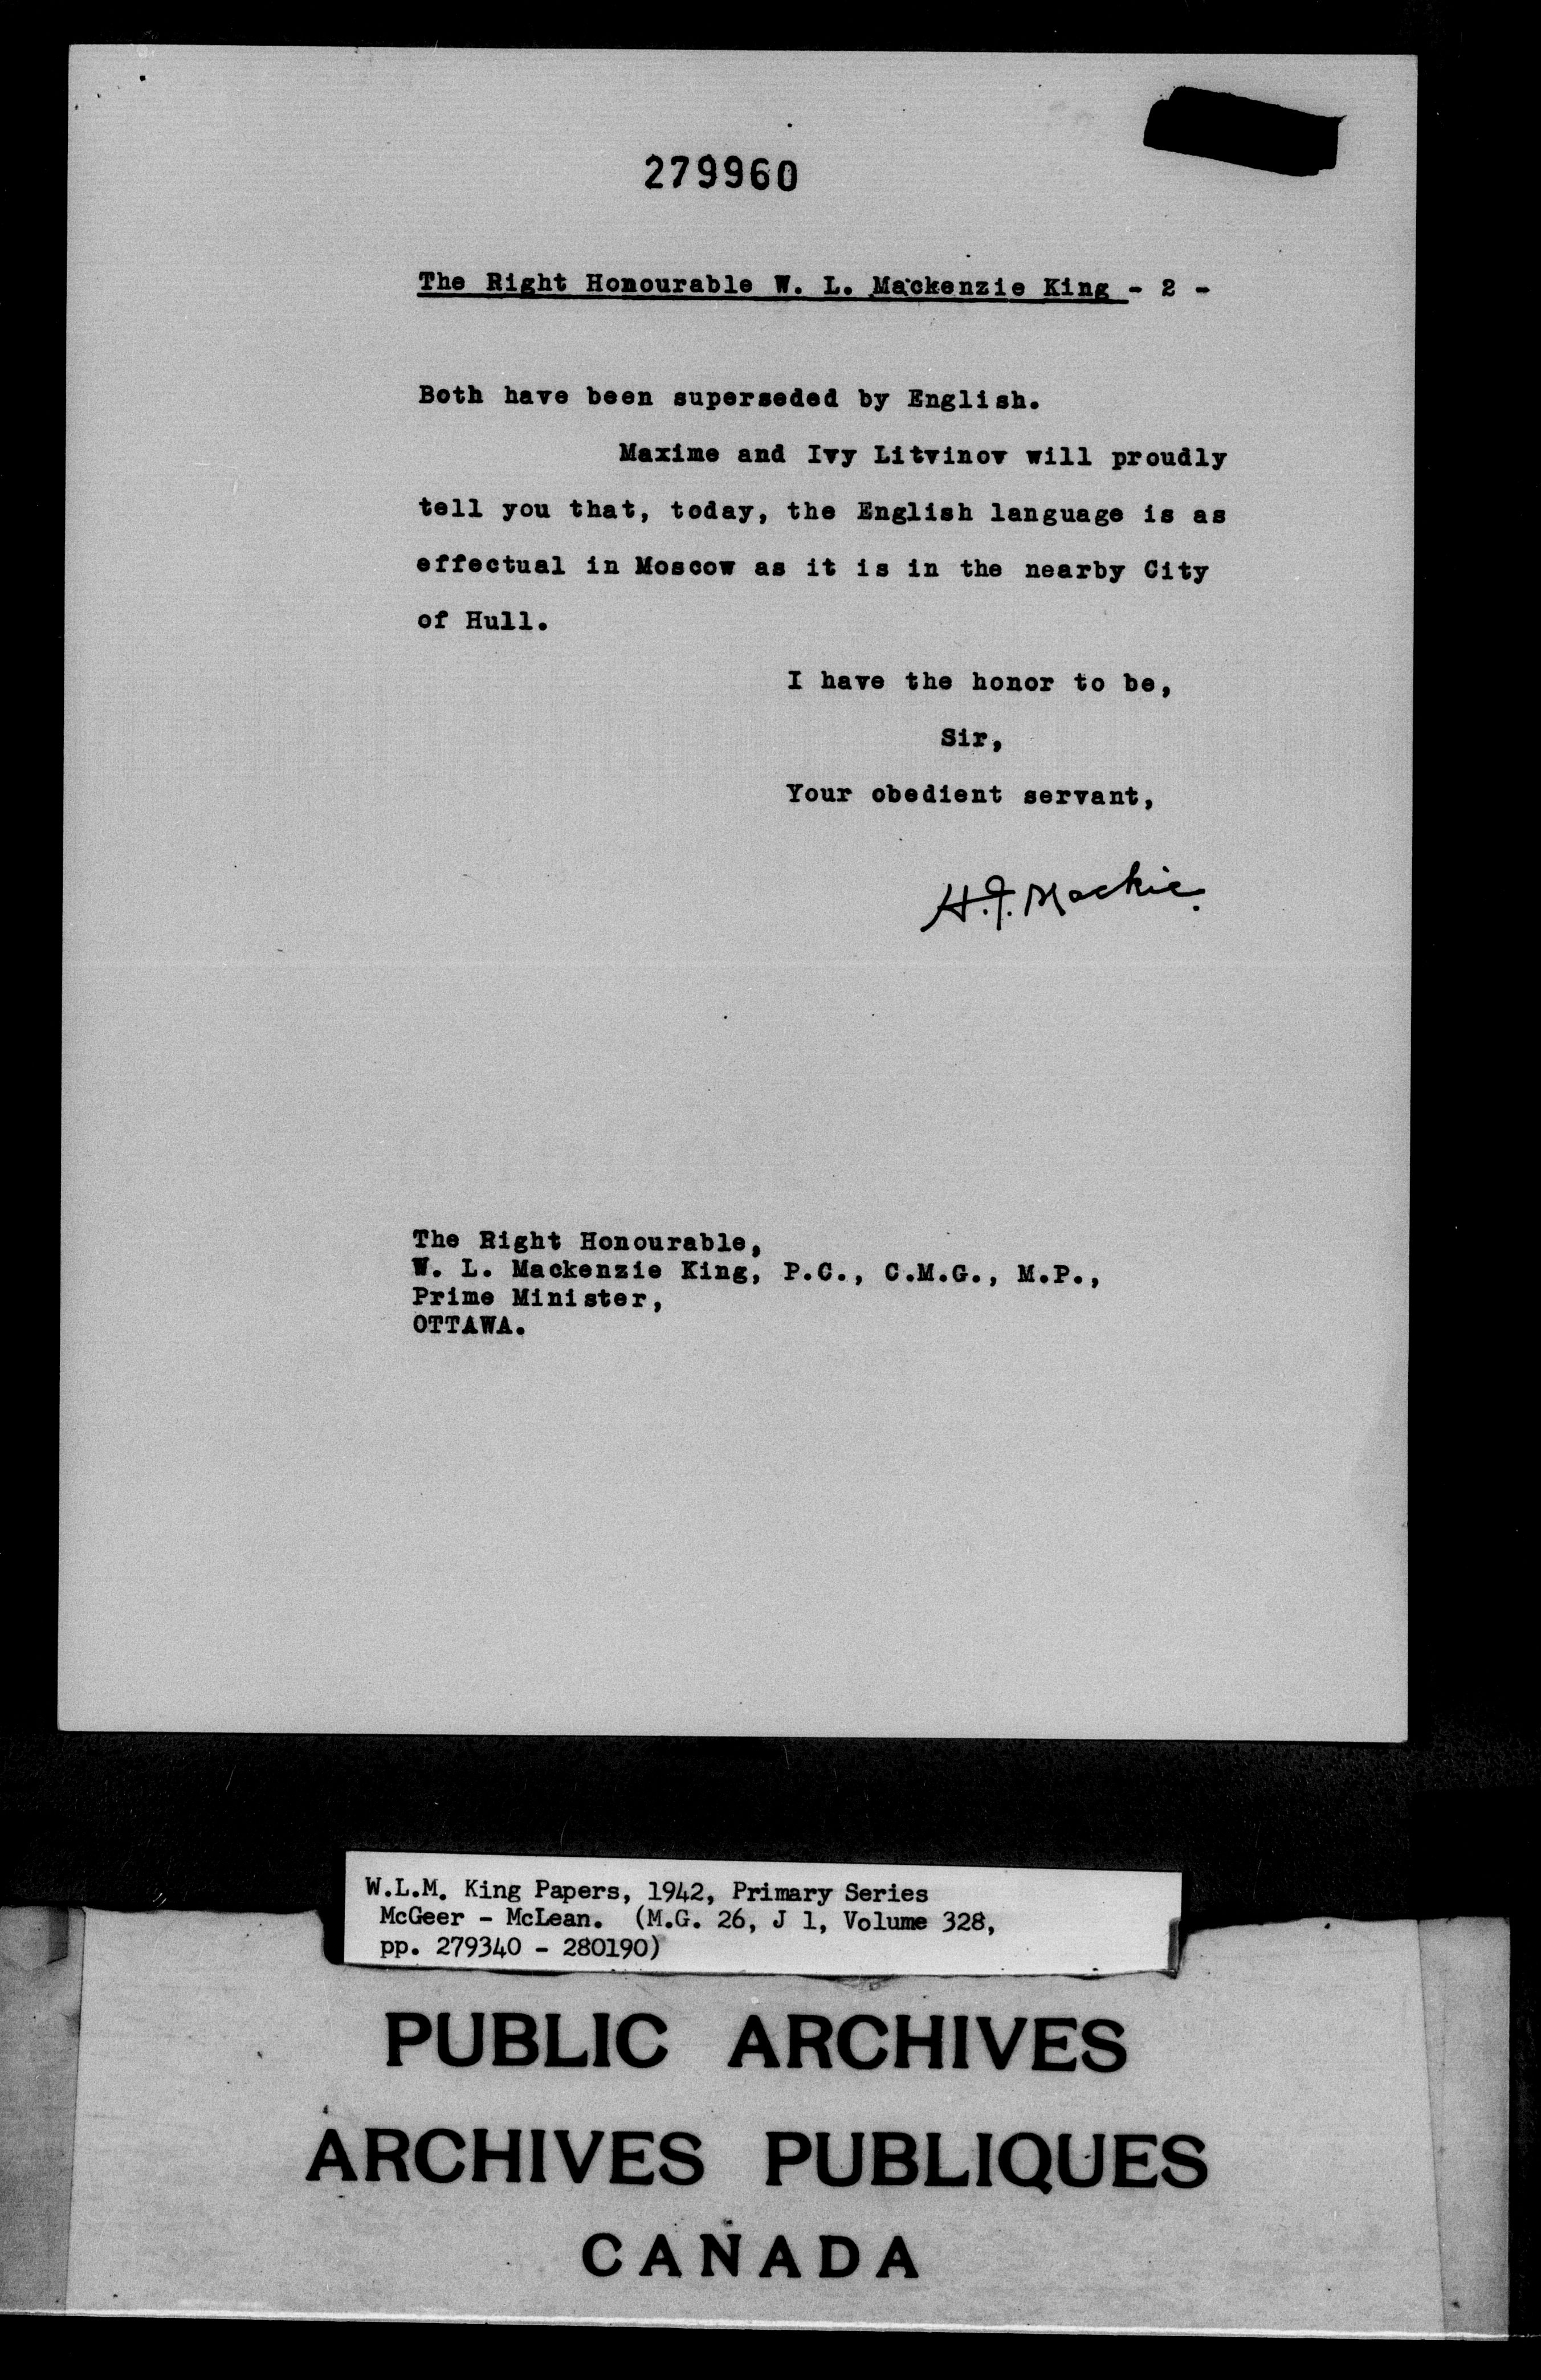 279960
The Right Honourable W. L. Mackenzie King - 2 -
Both have been superseded by English.
Maxime and Ivy Litvinov will proudly
tell you that, today, the English language is as
effectual in Moscow as it is in the nearby City
of Hull.
I have the honor to be,
Sir,
Your obedient servant,
H.J. Mackie.
The Right Honourable,
W. L. Mackenzie King, P.C., C.M.G., M.P.,
Prime Minister,
OTTAWA.
W.L.M. King Papers, 1942, Primary Series
McGeer - McLean. (M.G. 26, J 1, Volume 328,
pp. 279340 - 280190)
PUBLIC ARCHIVES
ARCHIVES PUBLIQUES
CANADA